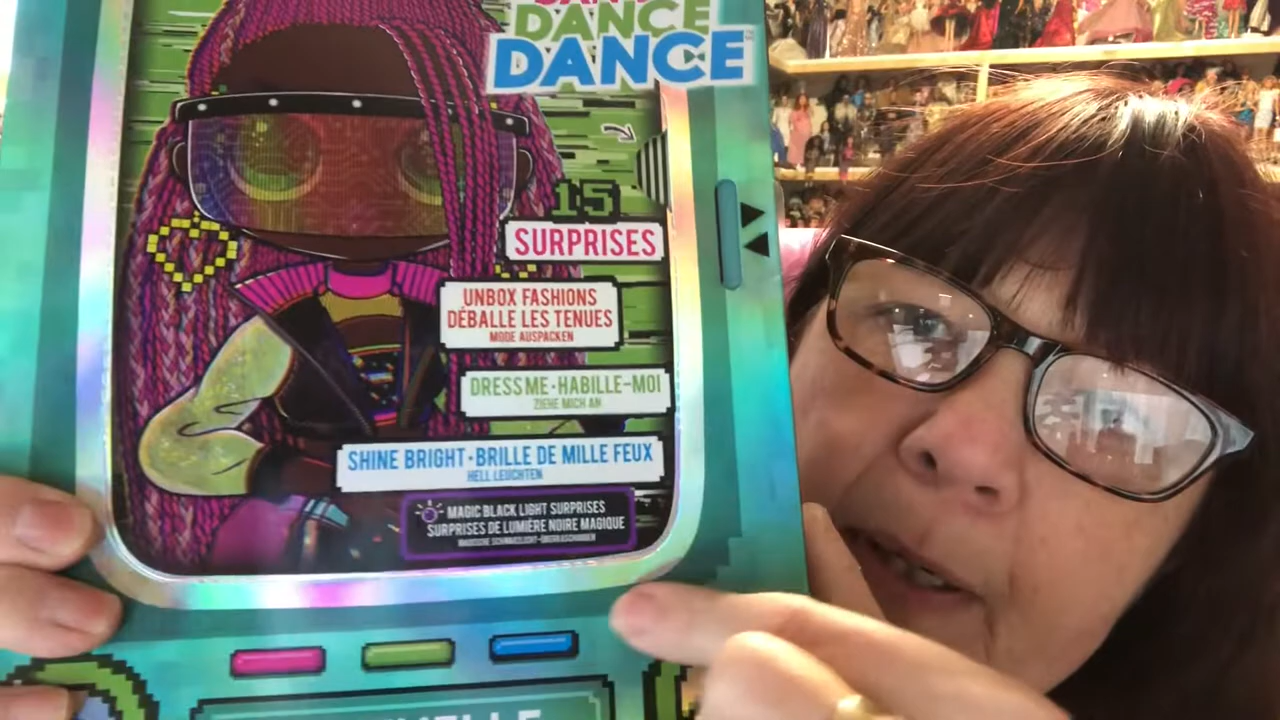 DANCE
DANCE
15
SURPRISES
UNBOX FASHIONS
DÉBALLE LES TENUES
MODE AUSPACKEN
DRESS ME • HABILLE-MOI
ZIEHE MICH AN
SHINE BRIGHT • BRILLE DE MILLE FEUX
HELL LEUCHTEN
MAGIC BLACK LIGHT SURPRISES
SURPRISES DE LUMIÈRE NOIRE MAGIQUE